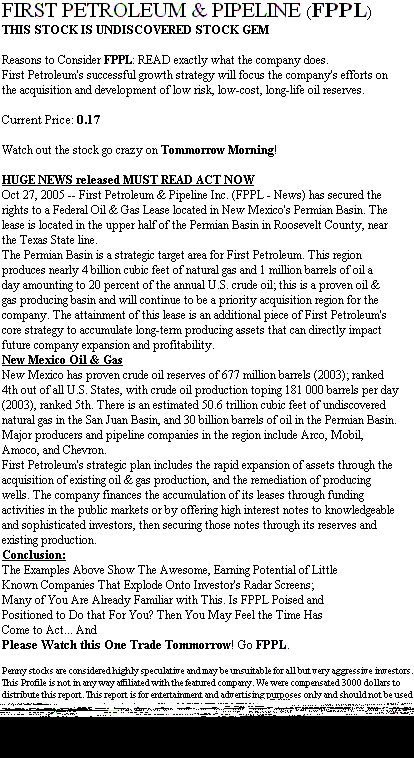 FIRST PETROLEUM & PIPELINE (FPPL)
THIS STOCK IS UNDISCOVERED STOCK GEM
Reasons to Consider FPPL: READ exactly what the company does.
First Petroleum's successful growth strategy will focus the company's efforts on
the acquisition and development of low risk, low-cost, long-life oil reserves.
Current Price: 0.17
Watch out the stock go crazy on Tommorrow Morning!
HUGE NEWS released MUST READ ACT NOW
Oct 27, 2005 -- First Petroleum & Pipeline Inc. (FPPL - News) has secured the
rights to a Federal Oil & Gas Lease located in New Mexico's Permian Basin. The
lease is located in the upper half of the Permian Basin in Roosevelt County, near
the Texas State line.
The Permian Basin is a strategic target area for First Petroleum. This region
produces nearly 4 billion cubic feet of natural gas and 1 million barrels of oil a
day amounting to 20 percent of the annual U.S. crude oil; this is a proven oil &
gas producing basin and will continue to be a priority acquisition region for the
company. The attainment of this lease is an additional piece of First Petroleum's
core strategy to accumulate long-term producing assets that can directly impact
future company expansion and profitability.
New Mexico Oil & Gas
New Mexico has proven crude oil reserves of 677 million barrels (2003); ranked
4th out of all U.S. States, with crude oil production toping 181 000 barrels per day
(2003), ranked 5th. There is an estimated 50.6 trillion cubic feet of undiscovered
natural gas in the San Juan Basin, and 30 billion barrels of oil in the Permian Basin.
Major producers and pipeline companies in the region include Arco, Mobil,
Amoco, and Chevron.
First Petroleum's strategic plan includes the rapid expansion of assets through the
acquisition of existing oil & gas production, and the remediation of producing
wells. The company finances the accumulation of its leases through funding
activities in the public markets or by offering high interest notes to knowledgeable
and sophisticated investors, then securing those notes through its reserves and
existing production.
Conclusion:
The Examples Above Show The Awesome, Earning Potential of Little
Known Companies That Explode Onto Investor's Radar Screens;
Many of You Are Already Familiar with This. Is FPPL Poised and
Positioned to Do that For You? Then You May Feel the Time Has
Come to Act... And
Please Watch this One Trade Tommorrow! Go FPPL.
Penny stocks are considered highly speculative and may be unsuitable for all but very aggressive investors.
This Profile is not in any way affiliated with the featured company. We were compensated 3000 dollars to
distribute this report. This report is for entertainment and advertising purposes only and should not be used